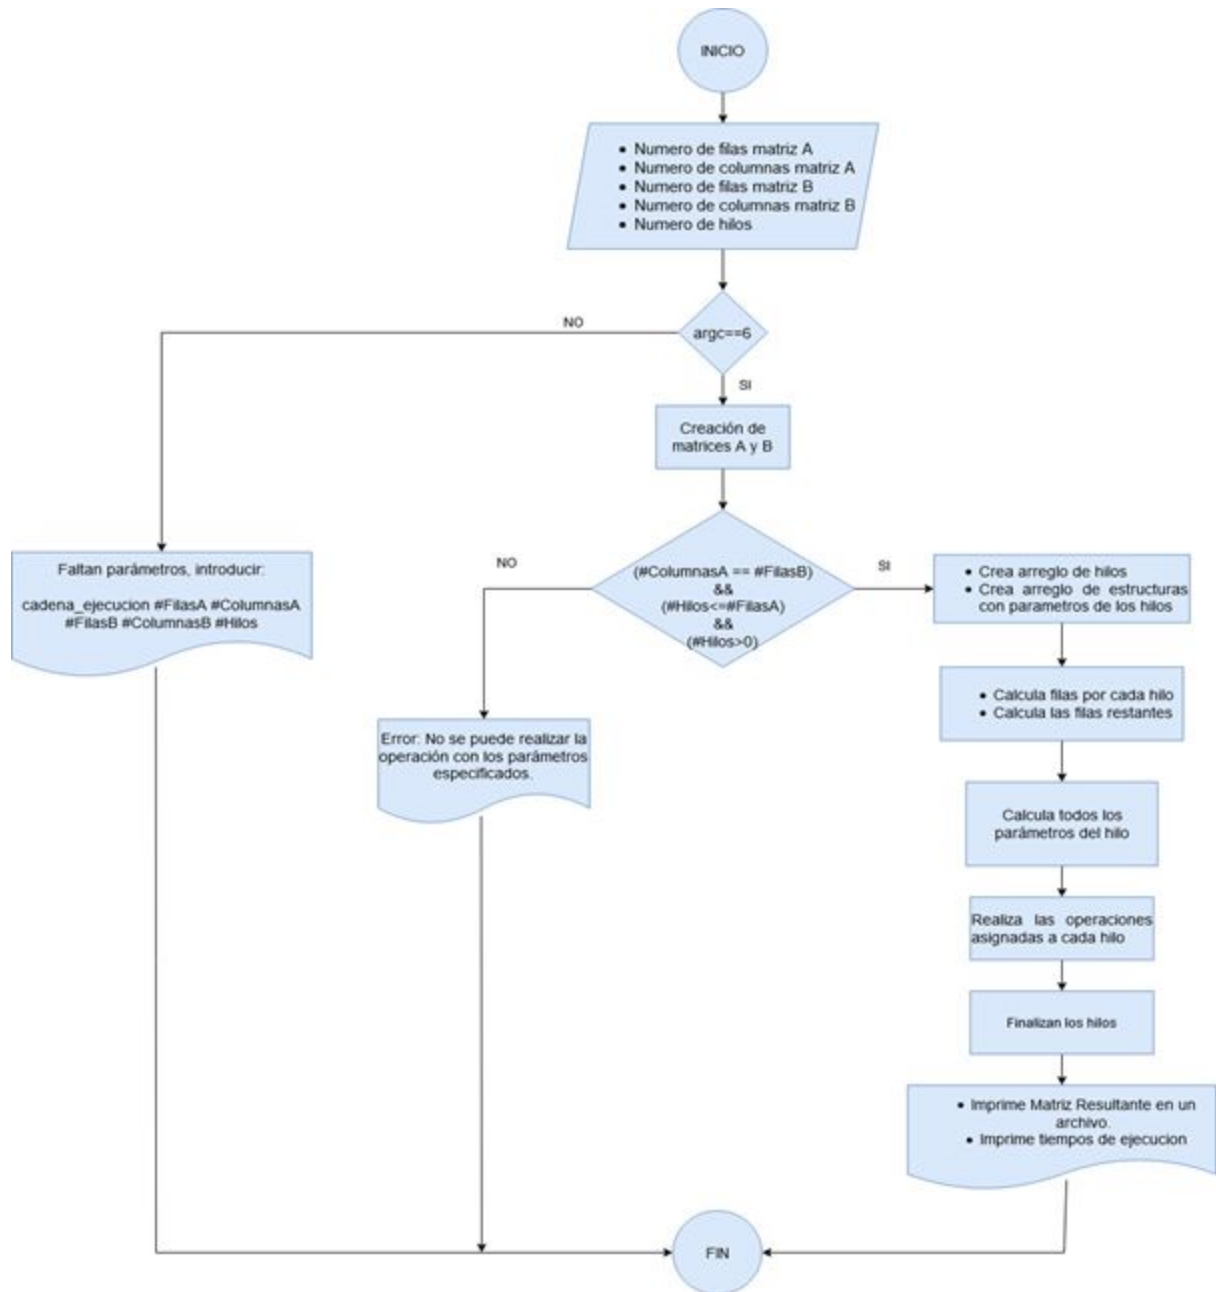 INICIO
• Numero de filas matriz A
• Numero de columnas matriz A
• Numero de filas matriz B
• Numero de columnas matriz B
• Numero de hilos
argc==6
NO
SI
Creación de
matrices A y B
Faltan parámetros, introducir:
cadena_ejecucion #FilasA #ColumnasA
#FilasB #ColumnasB #Hilos
(#ColumnasA == #FilasB)
&&
(#Hilos<=#FilasA)
&&
(#Hilos>0)
NO
SI
Error: No se puede realizar la
operación con los parámetros
especificados.
• Crea arreglo de hilos
• Crea arreglo de estructuras
con parametros de los hilos
• Calcula filas por cada hilo
• Calcula las filas restantes
Calcula todos los
parámetros del hilo
Realiza las operaciones
asignadas a cada hilo
Finalizan los hilos
• Imprime Matriz Resultante en un
archivo.
• Imprime tiempos de ejecucion
FIN